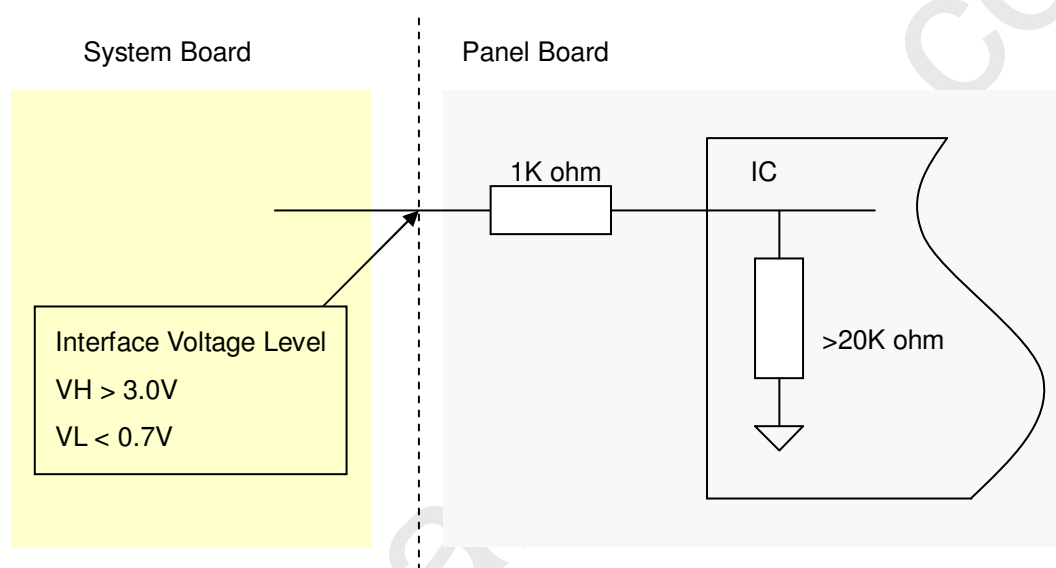 System Board
Panel Board
1K ohm
IC
Interface Voltage Level
VH > 3.0V
VL < 0.7V
>20K ohm